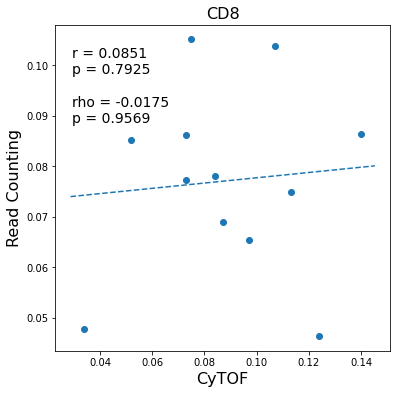 CD8
r = 0.0851
p = 0.7925
rho = -0.0175
p = 0.9569
Read Counting
0.10
0.09
0.08
0.07
0.06
0.05
0.04 0.06 0.08 0.10 0.12 0.14
CyTOF